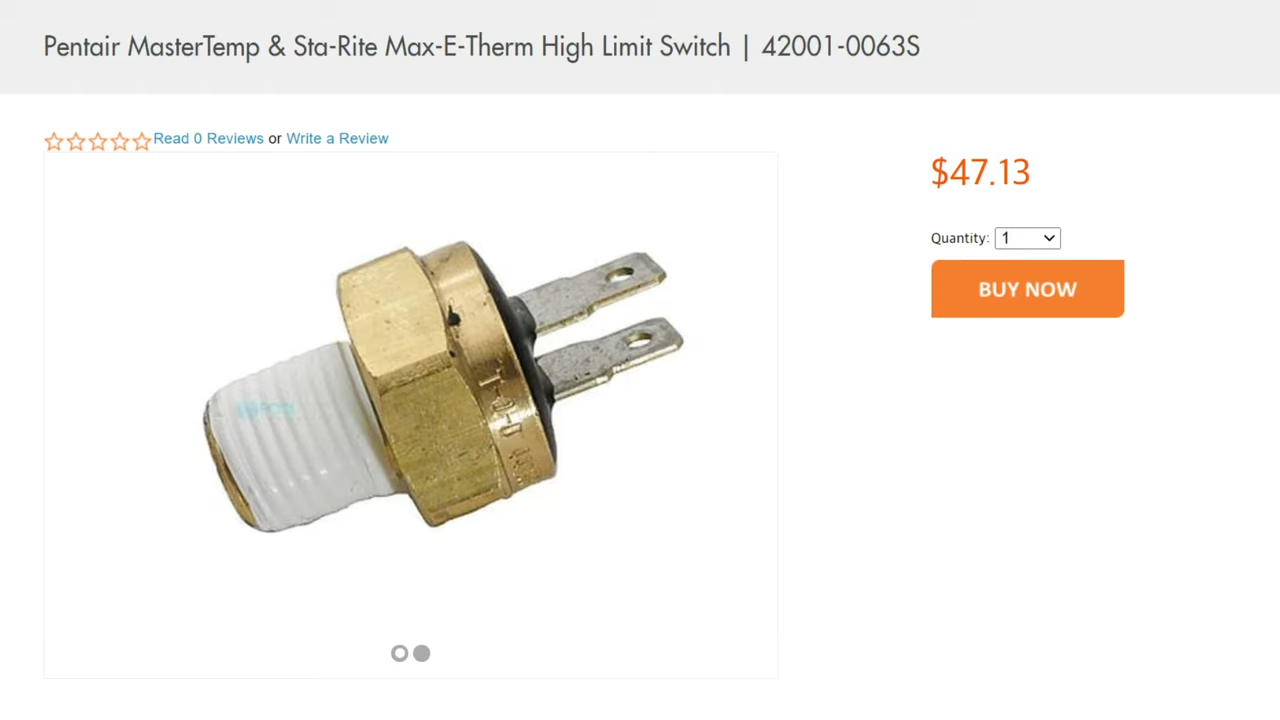 Pentair MasterTemp & Sta-Rite Max-E-Therm High Limit Switch | 42001-0063S
Read 0 Reviews or Write a Review
$47.13
Quantity: 1
BUY NOW